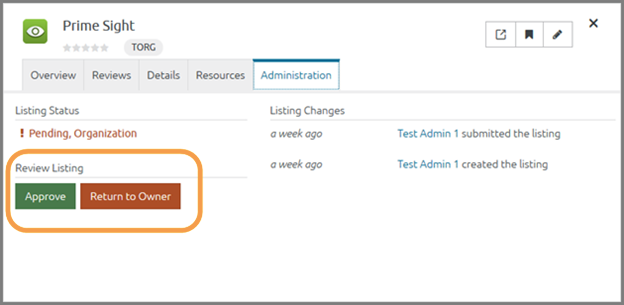 Prime Sight
TORG
Overview Reviews Details Resources Administration
Listing Status
! Pending, Organization
Review Listing
Approve Return to Owner
Listing Changes
a week ago Test Admin 1 submitted the listing
a week ago Test Admin 1 created the listing